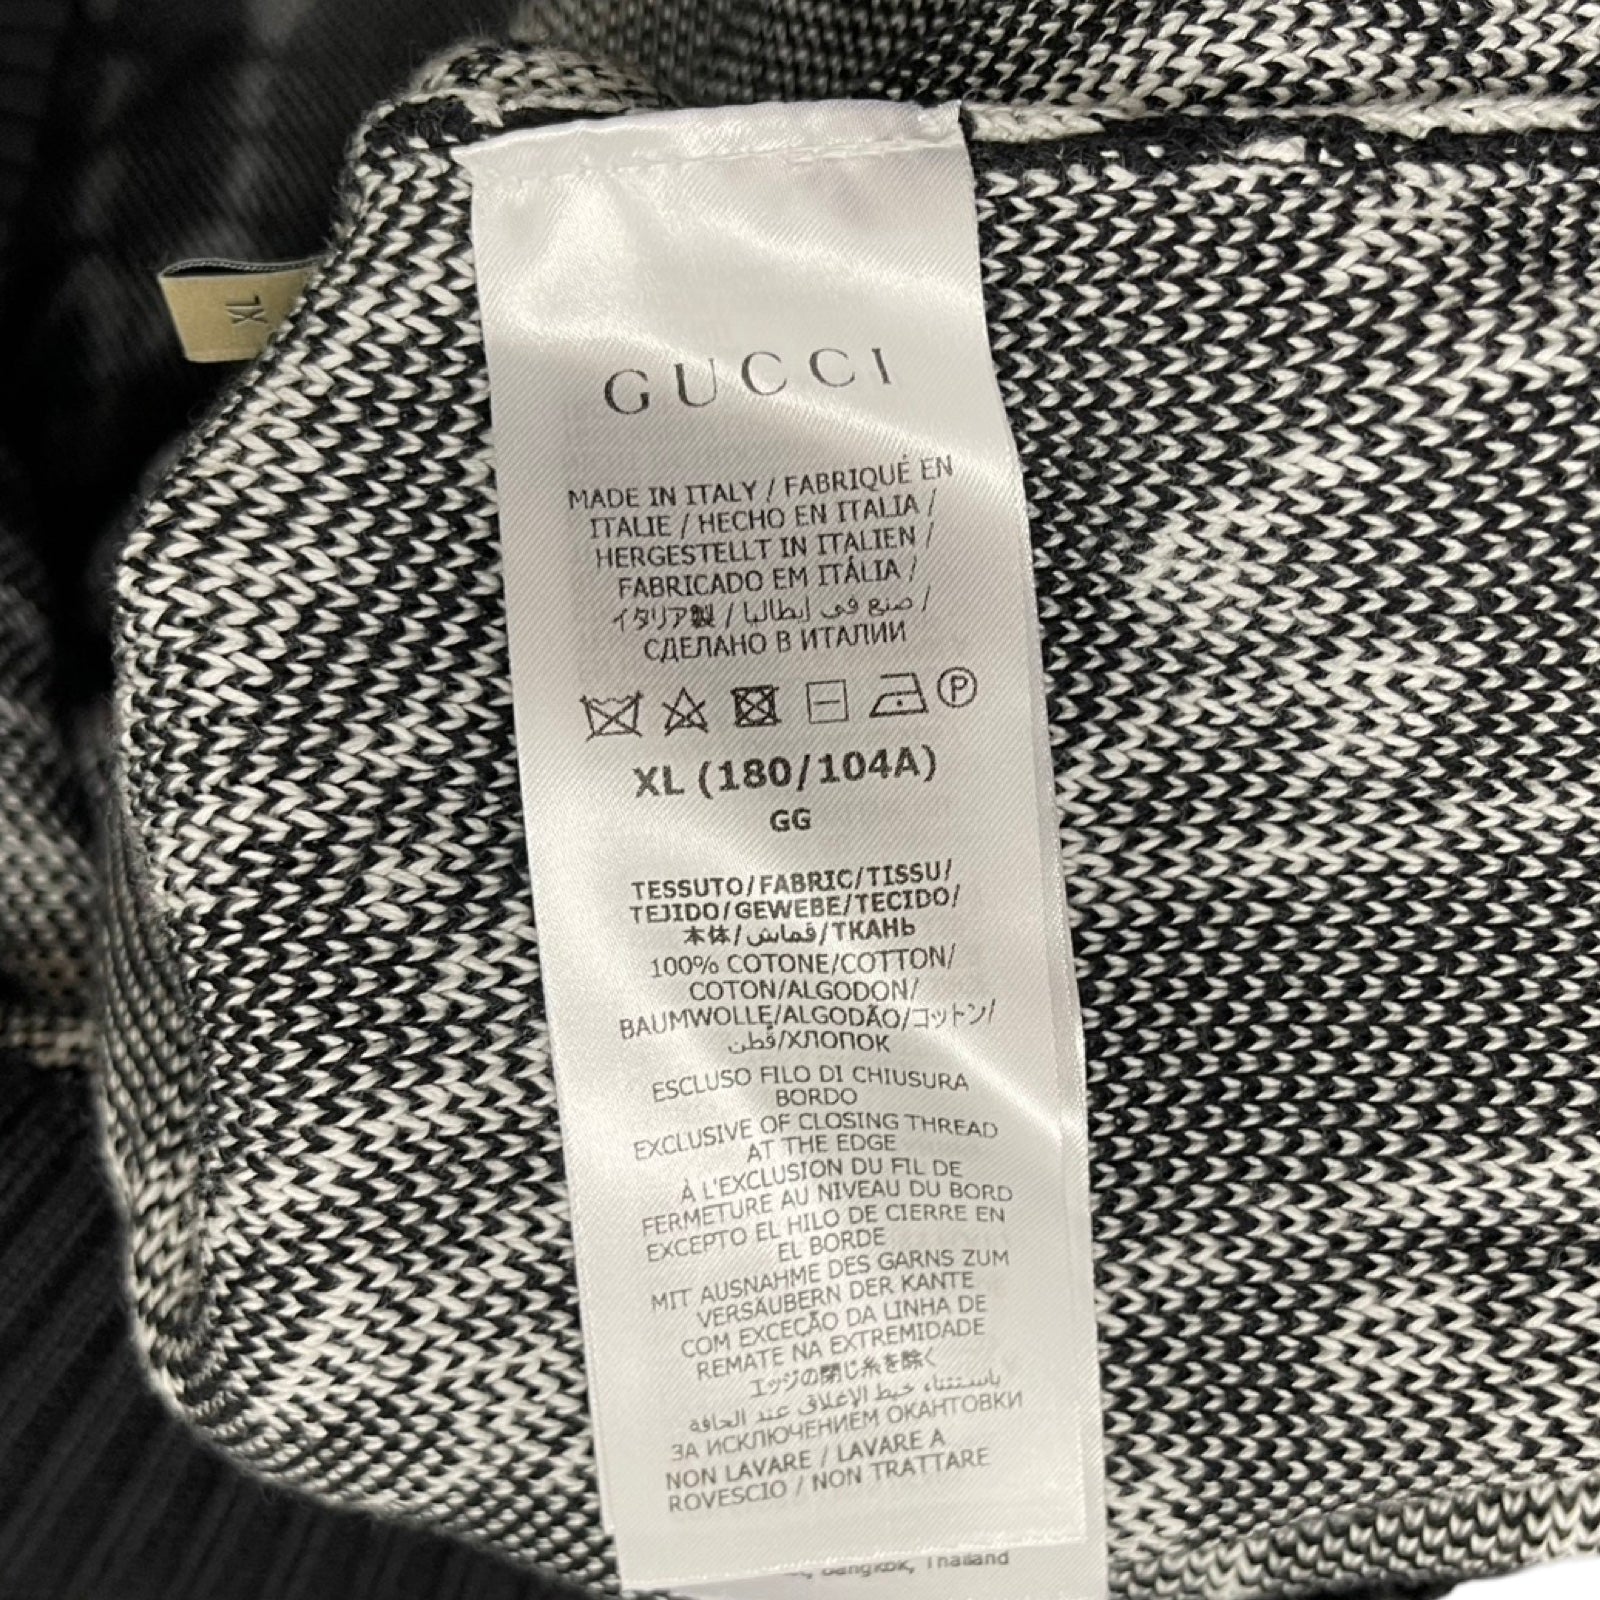 XL
GUCCI
MADE IN ITALY / FABRIQUÉ EN
ITALIE / HECHO EN ITALIA /
HERGESTELLT IN ITALIEN /
FABRICADO EM ITÁLIA /
イタリア製 / صنع في إيطاليا /
СДЕЛАНО В ИТАЛИИ
P
XL (180/104A)
GG
TESSUTO/FABRIC/TISSU/
TEJIDO/GEWEBE/TECIDO/
本体/قماش/ТКАНЬ
100% COTONE/COTTON/
COTON/ALGODON/
BAUMWOLLE/ALGODÃO/コットン/
قطن/ХЛОПОК
ESCLUSO FILO DI CHIUSURA
BORDO
EXCLUSIVE OF CLOSING THREAD
AT THE EDGE
À L'EXCLUSION DU FIL DE
FERMETURE AU NIVEAU DU BORD
EXCEPTO EL HILO DE CIERRE EN
EL BORDE
MIT AUSNAHME DES GARNS ZUM
VERSÄUBERN DER KANTE
COM EXCEÇÃO DA LINHA DE
REMATE NA EXTREMIDADE
エッジの閉じ糸を除く
باستثناء خيط الإغلاق عند الحافة
ЗА ИСКЛЮЧЕНИЕМ ОКАНТОВКИ
NON LAVARE / LAVARE A
ROVESCIO / NON TRATTARE
Bangkok, Thailand